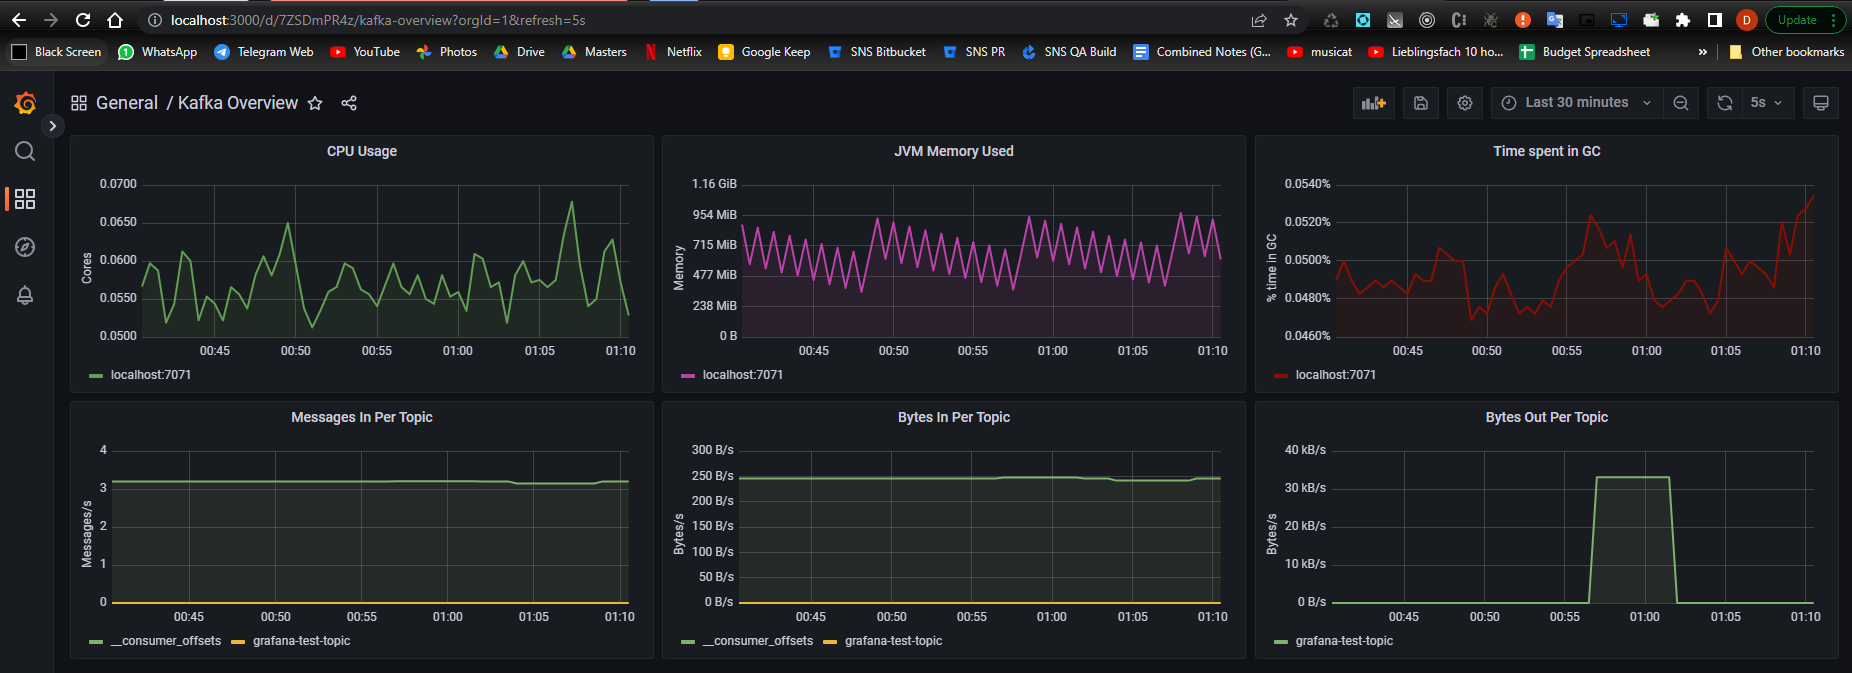 localhost:3000/d/7ZSDmPR4z/kafka-overview?orgId=1&refresh=5s
D
Update
Black Screen WhatsApp Telegram Web YouTube Photos Drive Masters Netflix Google Keep SNS Bitbucket SNS PR SNS QA Build Combined Notes (G... musicat Lieblingsfach 10 ho... Budget Spreadsheet » Other bookmarks
General / Kafka Overview
Last 30 minutes
5s
CPU Usage
Cores
0.0700
0.0650
0.0600
0.0550
0.0500
00:45 00:50 00:55 01:00 01:05 01:10
localhost:7071
JVM Memory Used
Memory
1.16 GiB
954 MiB
715 MiB
477 MiB
238 MiB
0 B
00:45 00:50 00:55 01:00 01:05 01:10
localhost:7071
Time spent in GC
% time in GC
0.0540%
0.0520%
0.0500%
0.0480%
0.0460%
00:45 00:50 00:55 01:00 01:05 01:10
localhost:7071
Messages In Per Topic
Messages/s
4
3
2
1
0
00:45 00:50 00:55 01:00 01:05 01:10
__consumer_offsets grafana-test-topic
Bytes In Per Topic
Bytes/s
300 B/s
250 B/s
200 B/s
150 B/s
100 B/s
50 B/s
0 B/s
00:45 00:50 00:55 01:00 01:05 01:10
__consumer_offsets grafana-test-topic
Bytes Out Per Topic
Bytes/s
40 kB/s
30 kB/s
20 kB/s
10 kB/s
0 B/s
00:45 00:50 00:55 01:00 01:05 01:10
grafana-test-topic